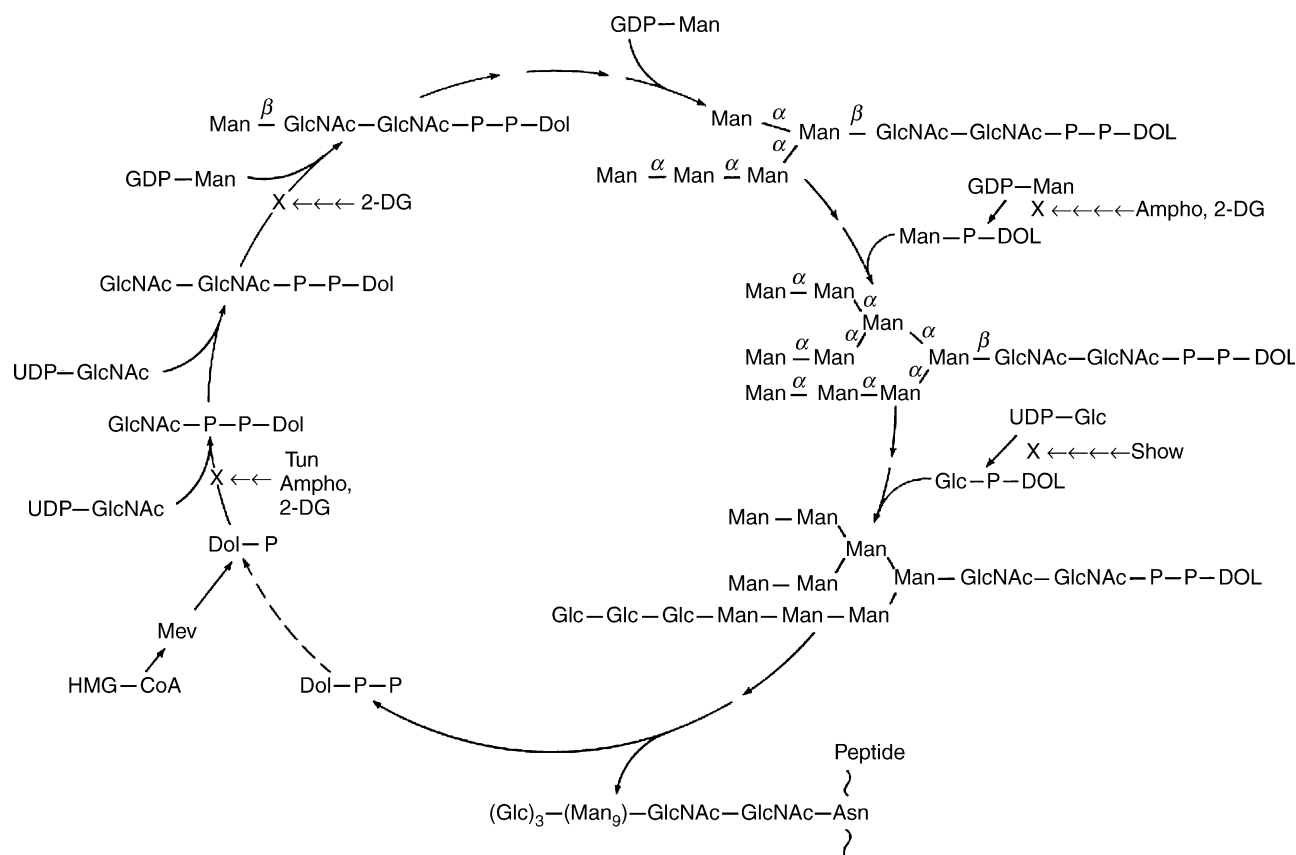 GDP—Man
Man β GlcNAc—GlcNAc—P—P—Dol
Man α Man β GlcNAc—GlcNAc—P—P—DOL
α
Man α Man α Man
GDP—Man
X ←←← 2-DG
GDP—Man
X ←←←←Ampho, 2-DG
Man—P—DOL
GlcNAc—GlcNAc—P—P—Dol
Man α Man α
Man
α α
Man α Man
Man β GlcNAc—GlcNAc—P—P—DOL
α
Man α Man α Man
UDP—GlcNAc
GlcNAc—P—P—Dol
UDP—Glc
X ←←←←Show
Glc—P—DOL
X ←← Tun
Ampho,
2-DG
UDP—GlcNAc
Dol—P
Man—Man
Man
Man—Man
Man—GlcNAc—GlcNAc—P—P—DOL
Glc—Glc—Glc—Man—Man—Man
Mev
HMG—CoA
Dol—P—P
Peptide
(Glc)₃—(Man₉)—GlcNAc—GlcNAc—Asn